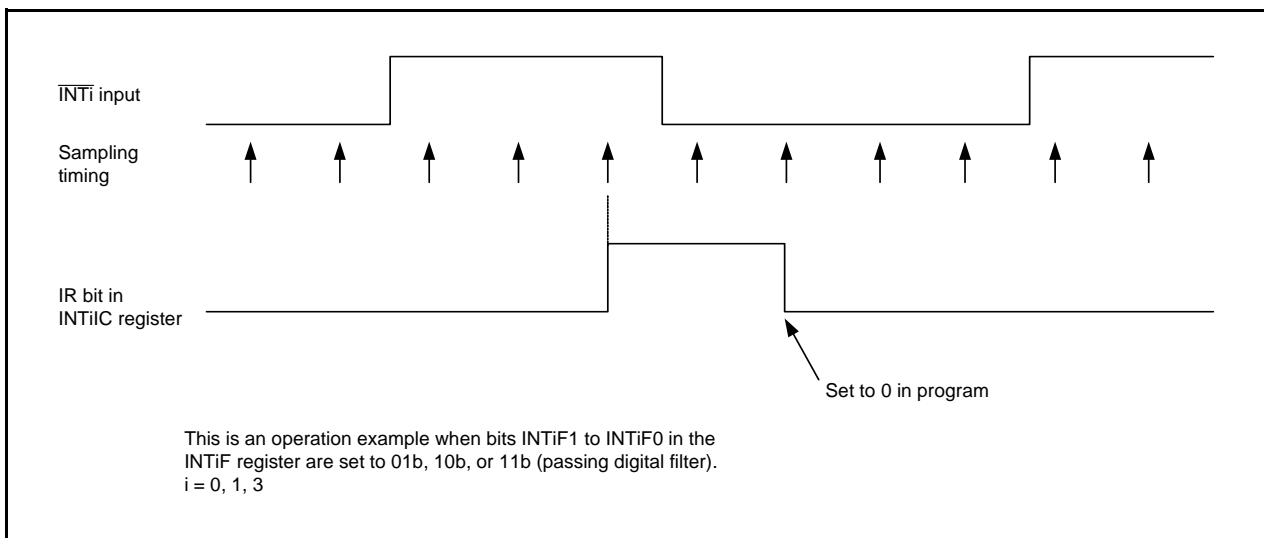 INTi input
Sampling
timing
IR bit in
INTiIC register
Set to 0 in program
This is an operation example when bits INTiF1 to INTiF0 in the
INTiF register are set to 01b, 10b, or 11b (passing digital filter).
i = 0, 1, 3